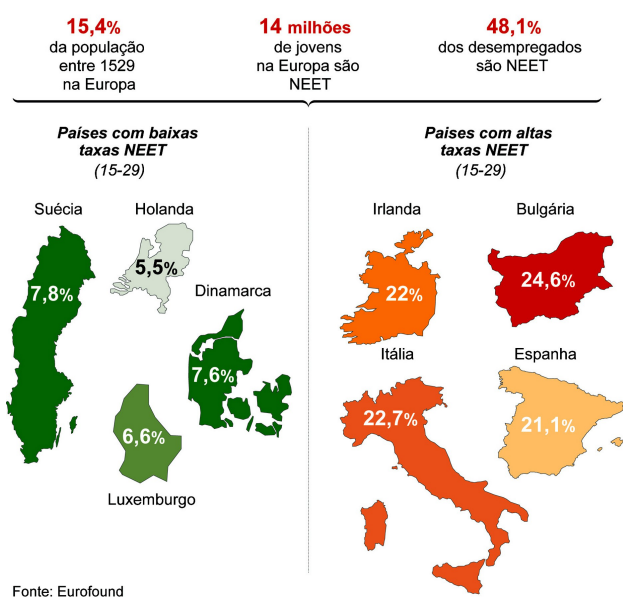 15,4%
da população
entre 1529
na Europa
14 milhões
de jovens
na Europa são
NEET
48,1%
dos desempregados
são NEET
Países com baixas
taxas NEET
(15-29)
Suécia
7,8%
Holanda
5,5%
Dinamarca
7,6%
6,6%
Luxemburgo
Países com altas
taxas NEET
(15-29)
Irlanda
22%
Bulgária
24,6%
Itália
22,7%
Espanha
21,1%
Fonte: Eurofound